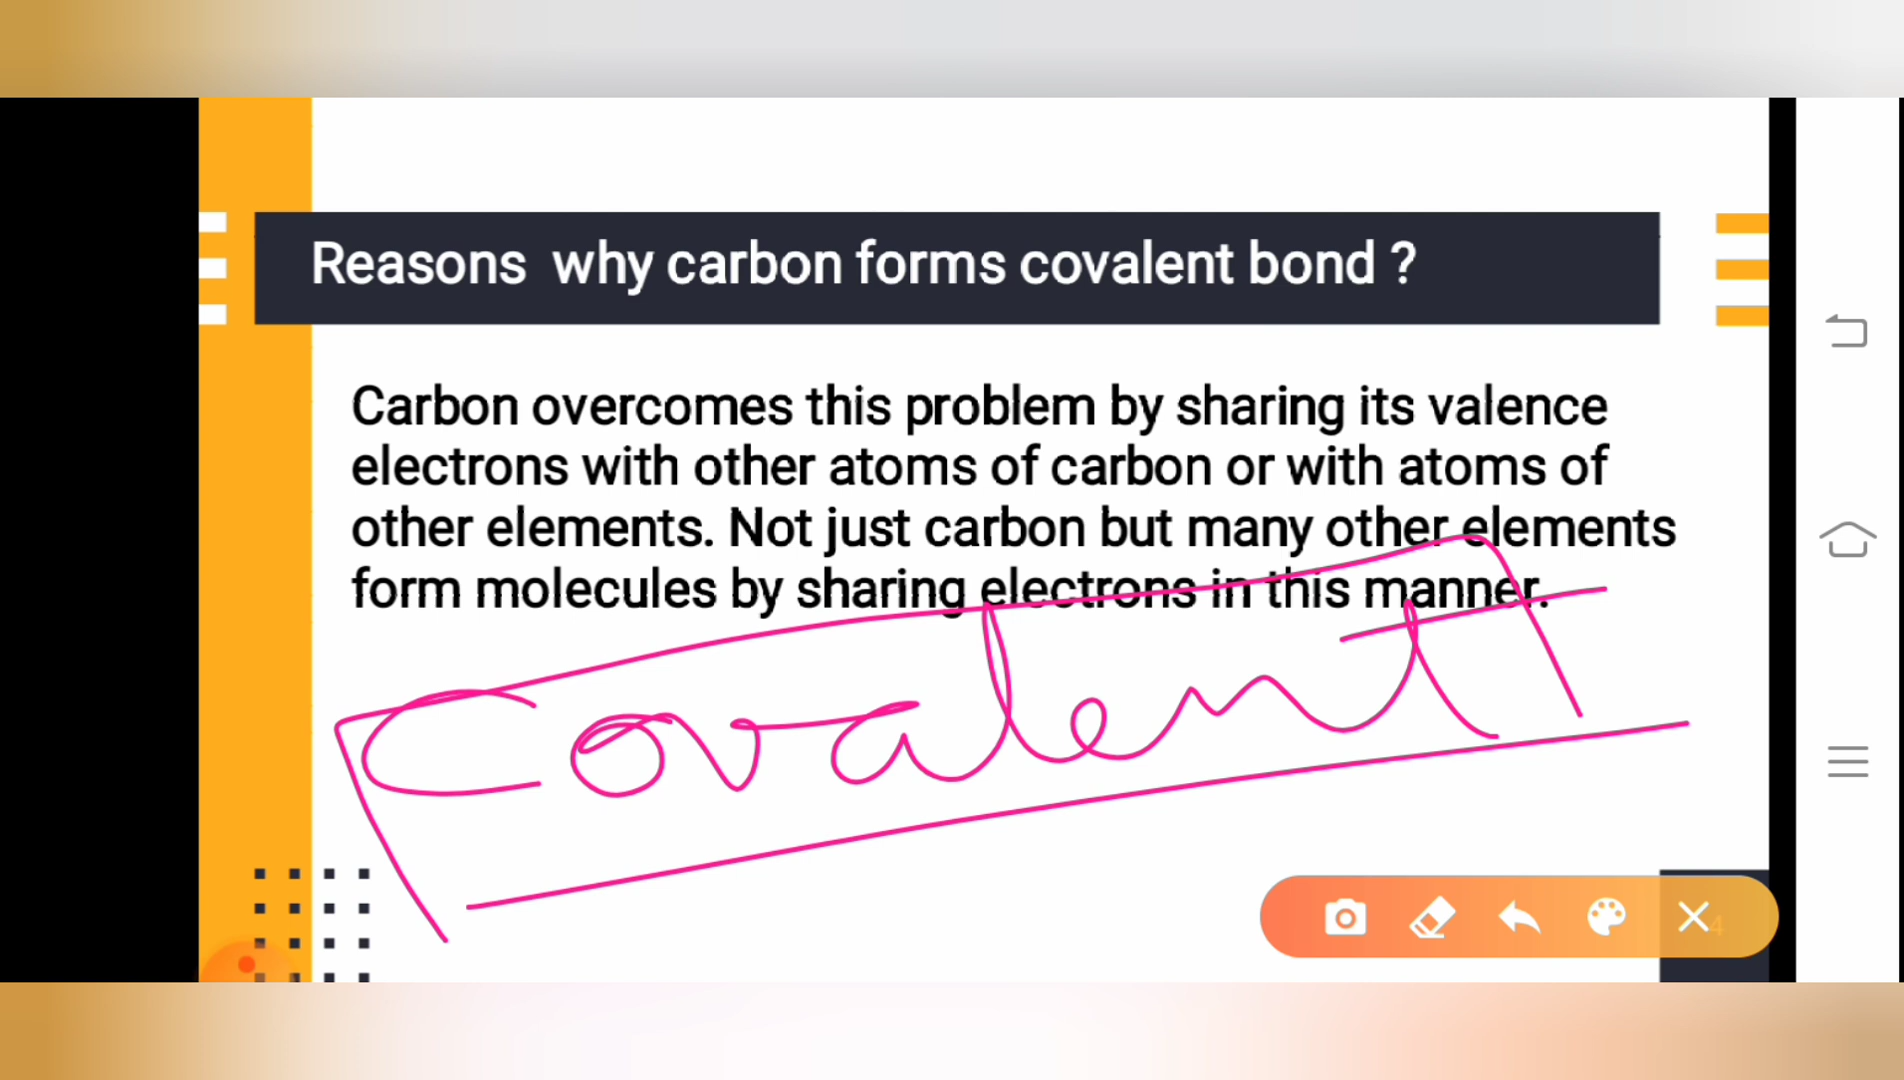 Reasons why carbon forms covalent bond ?
Carbon overcomes this problem by sharing its valence
electrons with other atoms of carbon or with atoms of
other elements. Not just carbon but many other elements
form molecules by sharing electrons in this manner.
Covalent
4